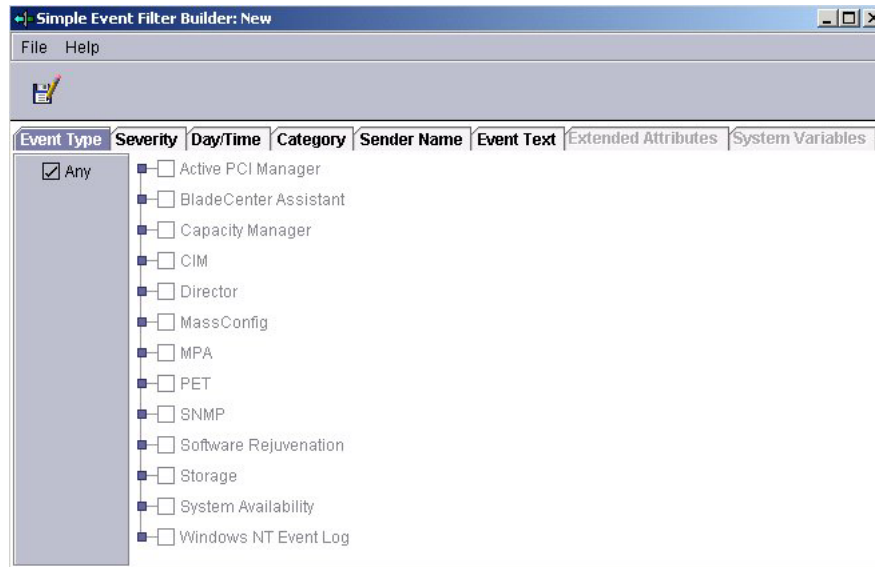 Simple Event Filter Builder: New
File Help
Event Type Severity Day/Time Category Sender Name Event Text Extended Attributes System Variables
Any
Active PCI Manager
BladeCenter Assistant
Capacity Manager
CIM
Director
MassConfig
MPA
PET
SNMP
Software Rejuvenation
Storage
System Availability
Windows NT Event Log